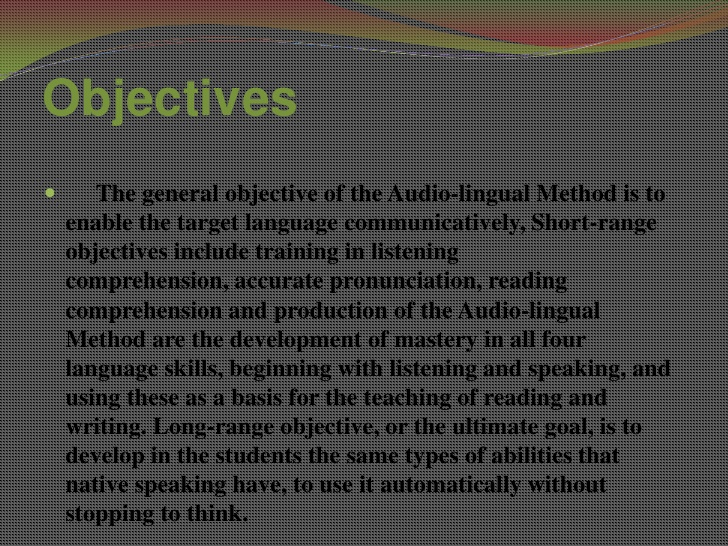 Objectives
• The general objective of the Audio-lingual Method is to
enable the target language communicatively, Short-range
objectives include training in listening
comprehension, accurate pronunciation, reading
comprehension and production of the Audio-lingual
Method are the development of mastery in all four
language skills, beginning with listening and speaking, and
using these as a basis for the teaching of reading and
writing. Long-range objective, or the ultimate goal, is to
develop in the students the same types of abilities that
native speaking have, to use it automatically without
stopping to think.